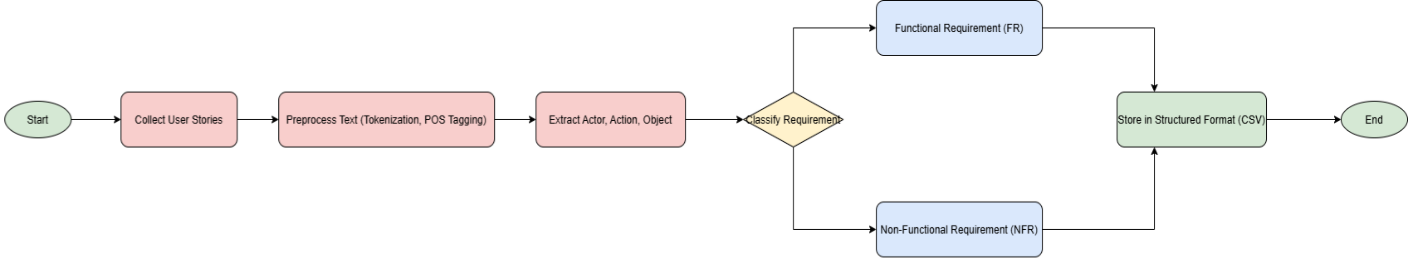 Start
Collect User Stories
Preprocess Text (Tokenization, POS Tagging)
Extract Actor, Action, Object
Classify Requirement
Functional Requirement (FR)
Non-Functional Requirement (NFR)
Store in Structured Format (CSV)
End